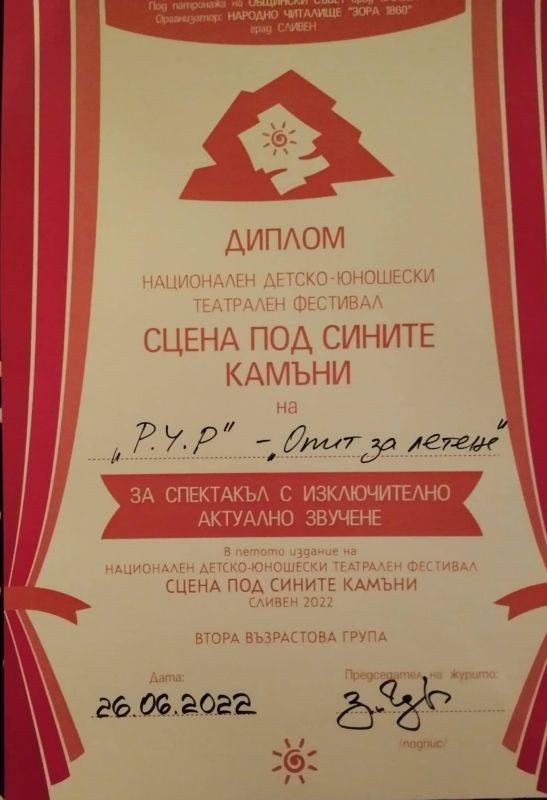 Под патронажа на ОБЩИНСКИ СЪВЕТ град
Организатор: НАРОДНО ЧИТАЛИЩЕ "ЗОРА 1860"
град СЛИВЕН
ДИПЛОМ
НАЦИОНАЛЕН ДЕТСКО-ЮНОШЕСКИ
ТЕАТРАЛЕН ФЕСТИВАЛ
СЦЕНА ПОД СИНИТЕ
КАМЪНИ
на
„Р.У.Р" - „Опит за летене"
ЗА СПЕКТАКЪЛ С ИЗКЛЮЧИТЕЛНО
АКТУАЛНО ЗВУЧЕНЕ
В петото издание на
НАЦИОНАЛЕН ДЕТСКО-ЮНОШЕСКИ ТЕАТРАЛЕН ФЕСТИВАЛ
СЦЕНА ПОД СИНИТЕ КАМЪНИ
СЛИВЕН 2022
ВТОРА ВЪЗРАСТОВА ГРУПА
Дата:
26.06.2022
Председател на журито:
/подпис/